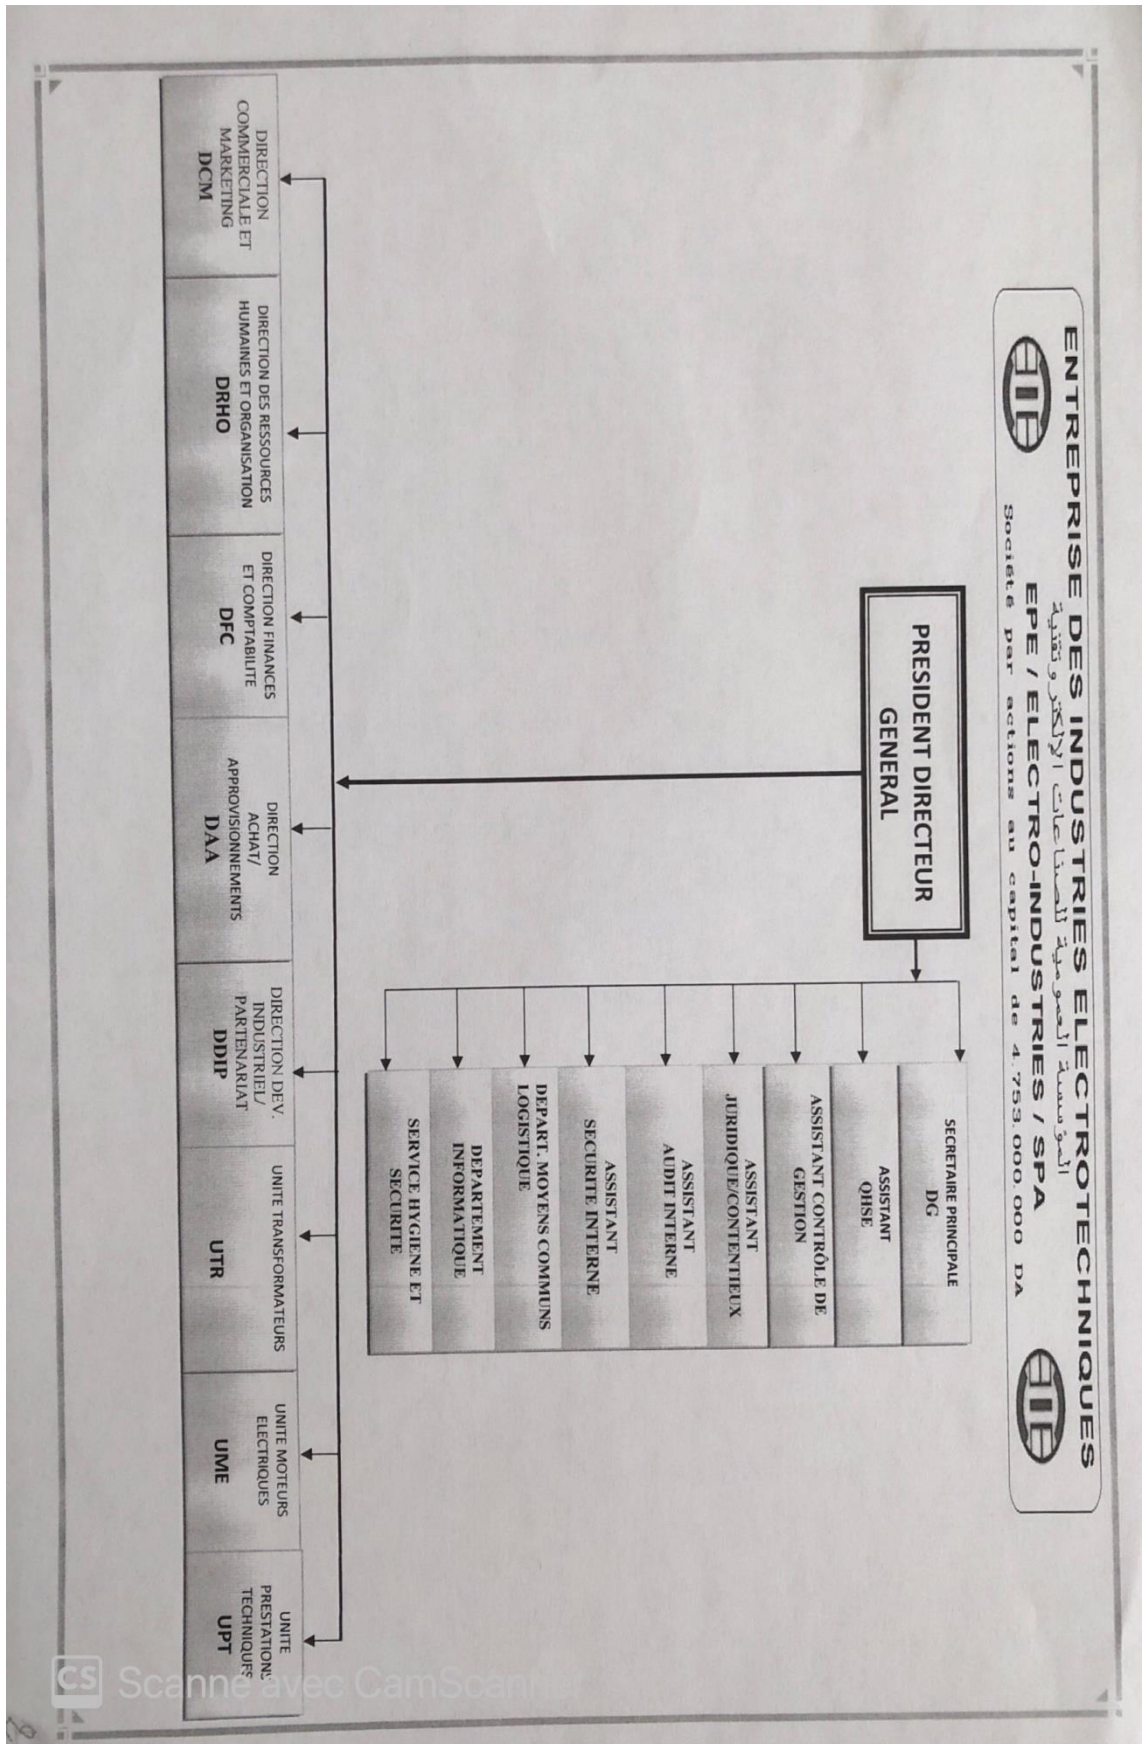 ENTREPRISE DES INDUSTRIES ELECTROTECHNIQUES
المؤسسة العمومية للصناعات الإلكتروتقنية
EPE / ELECTRO-INDUSTRIES / SPA
Société par actions au capital de 4.753.000.000 DA
PRESIDENT DIRECTEUR
GENERAL
SECRETAIRE PRINCIPALE
DG
ASSISTANT
QHSE
ASSISTANT CONTRÔLE DE
GESTION
ASSISTANT
JURIDIQUE/CONTENTIEUX
ASSISTANT
AUDIT INTERNE
ASSISTANT
SECURITE INTERNE
DEPART. MOYENS COMMUNS
LOGISTIQUE
DEPARTEMENT
INFORMATIQUE
SERVICE HYGIENE ET
SECURITE
DIRECTION
COMMERCIALE ET
MARKETING
DCM
DIRECTION DES RESSOURCES
HUMAINES ET ORGANISATION
DRHO
DIRECTION FINANCES
ET COMPTABILITE
DFC
DIRECTION
ACHAT/
APPROVISIONNEMENTS
DAA
DIRECTION DEV.
INDUSTRIEL/
PARTENARIAT
DDIP
UNITE TRANSFORMATEURS
UTR
UNITE MOTEURS
ELECTRIQUES
UME
UNITE
PRESTATIONS
TECHNIQUES
UPT
CS Scanné avec CamScanner